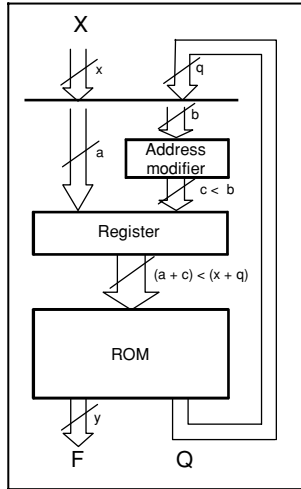 X
x
q
b
a
Address
modifier
c < b
Register
(a + c) < (x + q)
ROM
y
F
Q